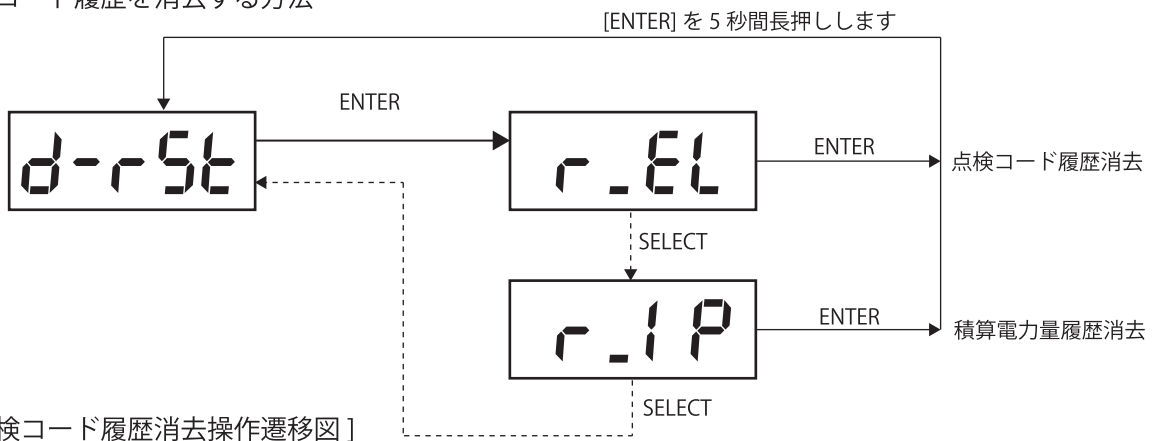 コード履歴を消去する方法
[ENTER] を 5 秒間長押しします
d-rSt
ENTER
r_EL
ENTER
点検コード履歴消去
SELECT
r_IP
ENTER
積算電力量履歴消去
SELECT
検コード履歴消去操作遷移図 ]